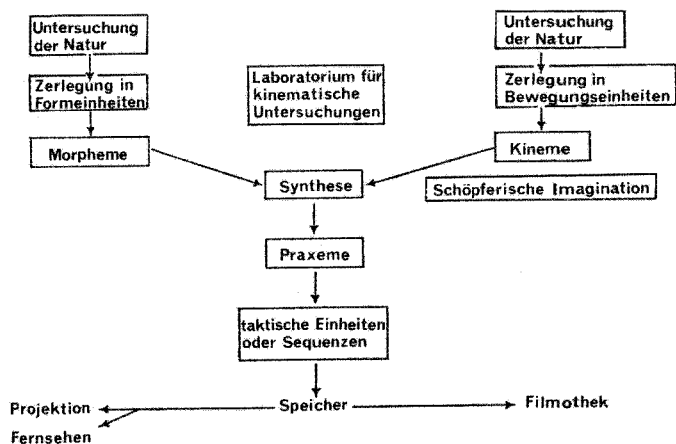 Untersuchung
der Natur
Zerlegung in
Formeinheiten
Morpheme
Laboratorium für
kinematische
Untersuchungen
Untersuchung
der Natur
Zerlegung in
Bewegungseinheiten
Kineme
Synthese
Schöpferische Imagination
Praxeme
taktische Einheiten
oder Sequenzen
Projektion
Fernsehen
Speicher
Filmothek